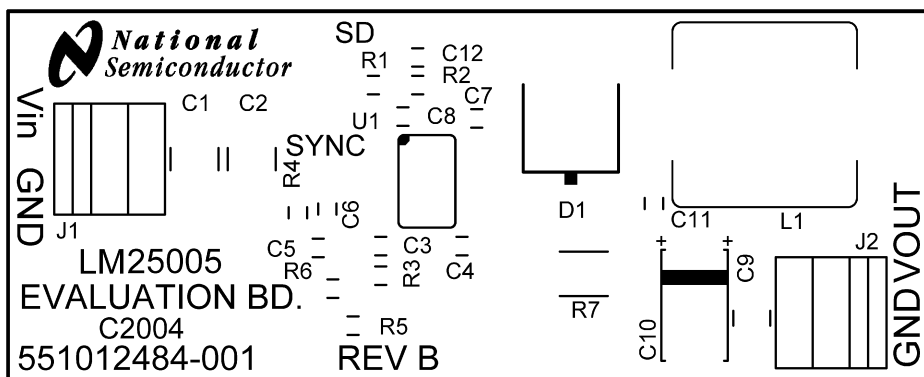 National
Semiconductor
SD
R1
C12
R2
C7
C8
U1
C1
C2
Vin
GND
SYNC
R4
J1
C6
C5
R6
C3
R3
C4
D1
C11
L1
J2
+
+
C9
C10
R7
R5
GND
VOUT
LM25005
EVALUATION BD.
C2004
551012484-001
REV B